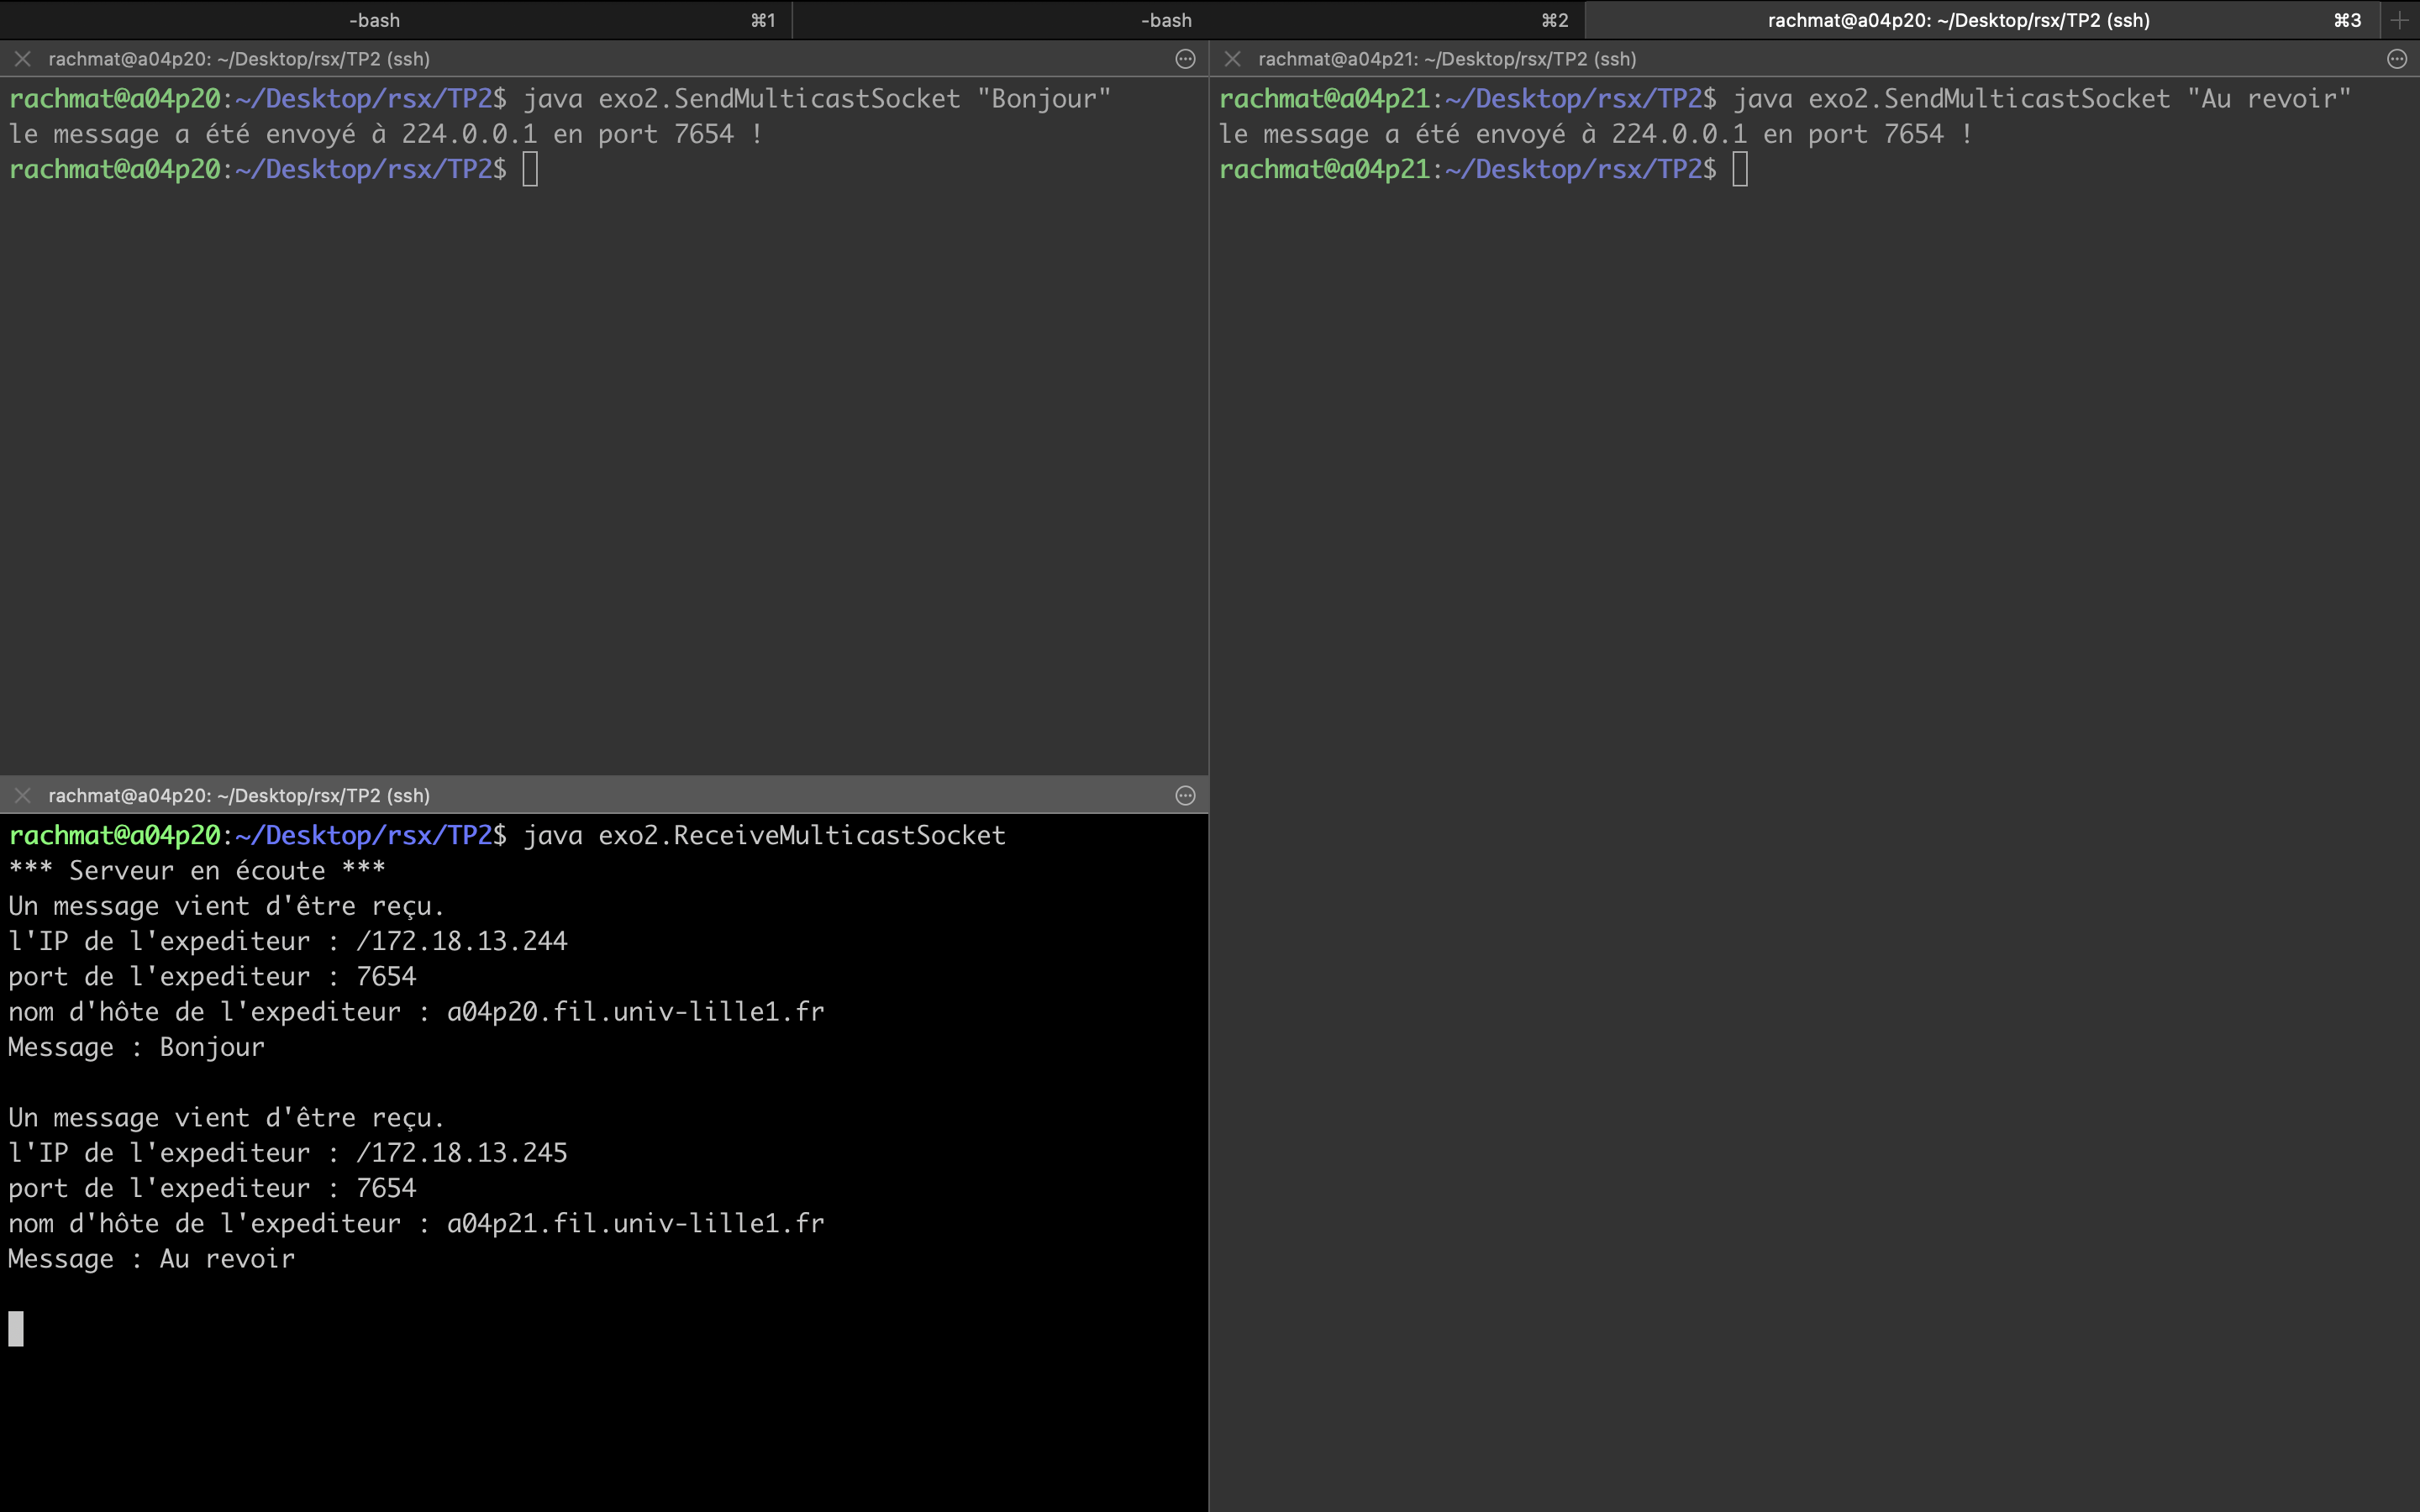 -bash ⌘1 -bash ⌘2 rachmat@a04p20: ~/Desktop/rsx/TP2 (ssh) ⌘3
rachmat@a04p20: ~/Desktop/rsx/TP2 (ssh)
rachmat@a04p20:~/Desktop/rsx/TP2$ java exo2.SendMulticastSocket "Bonjour"
le message a été envoyé à 224.0.0.1 en port 7654 !
rachmat@a04p20:~/Desktop/rsx/TP2$
rachmat@a04p21: ~/Desktop/rsx/TP2 (ssh)
rachmat@a04p21:~/Desktop/rsx/TP2$ java exo2.SendMulticastSocket "Au revoir"
le message a été envoyé à 224.0.0.1 en port 7654 !
rachmat@a04p21:~/Desktop/rsx/TP2$
rachmat@a04p20: ~/Desktop/rsx/TP2 (ssh)
rachmat@a04p20:~/Desktop/rsx/TP2$ java exo2.ReceiveMulticastSocket
*** Serveur en écoute ***
Un message vient d'être reçu.
l'IP de l'expediteur : /172.18.13.244
port de l'expediteur : 7654
nom d'hôte de l'expediteur : a04p20.fil.univ-lille1.fr
Message : Bonjour
Un message vient d'être reçu.
l'IP de l'expediteur : /172.18.13.245
port de l'expediteur : 7654
nom d'hôte de l'expediteur : a04p21.fil.univ-lille1.fr
Message : Au revoir